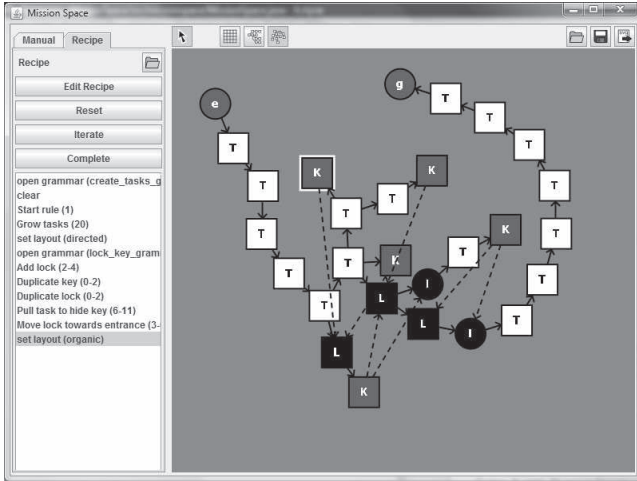 Mission Space
Manual
Recipe
Recipe
Edit Recipe
Reset
Iterate
Complete
open grammar (create_tasks_g
clear
Start rule (1)
Grow tasks (20)
set layout (directed)
open grammar (lock_key_gram
Add lock (2-4)
Duplicate key (0-2)
Duplicate lock (0-2)
Pull task to hide key (6-11)
Move lock towards entrance (3-
set layout (organic)
g
T
e
T
T
T
T
K
K
T
T
T
T
K
T
T
T
K
T
T
l
L
T
T
L
l
L
K